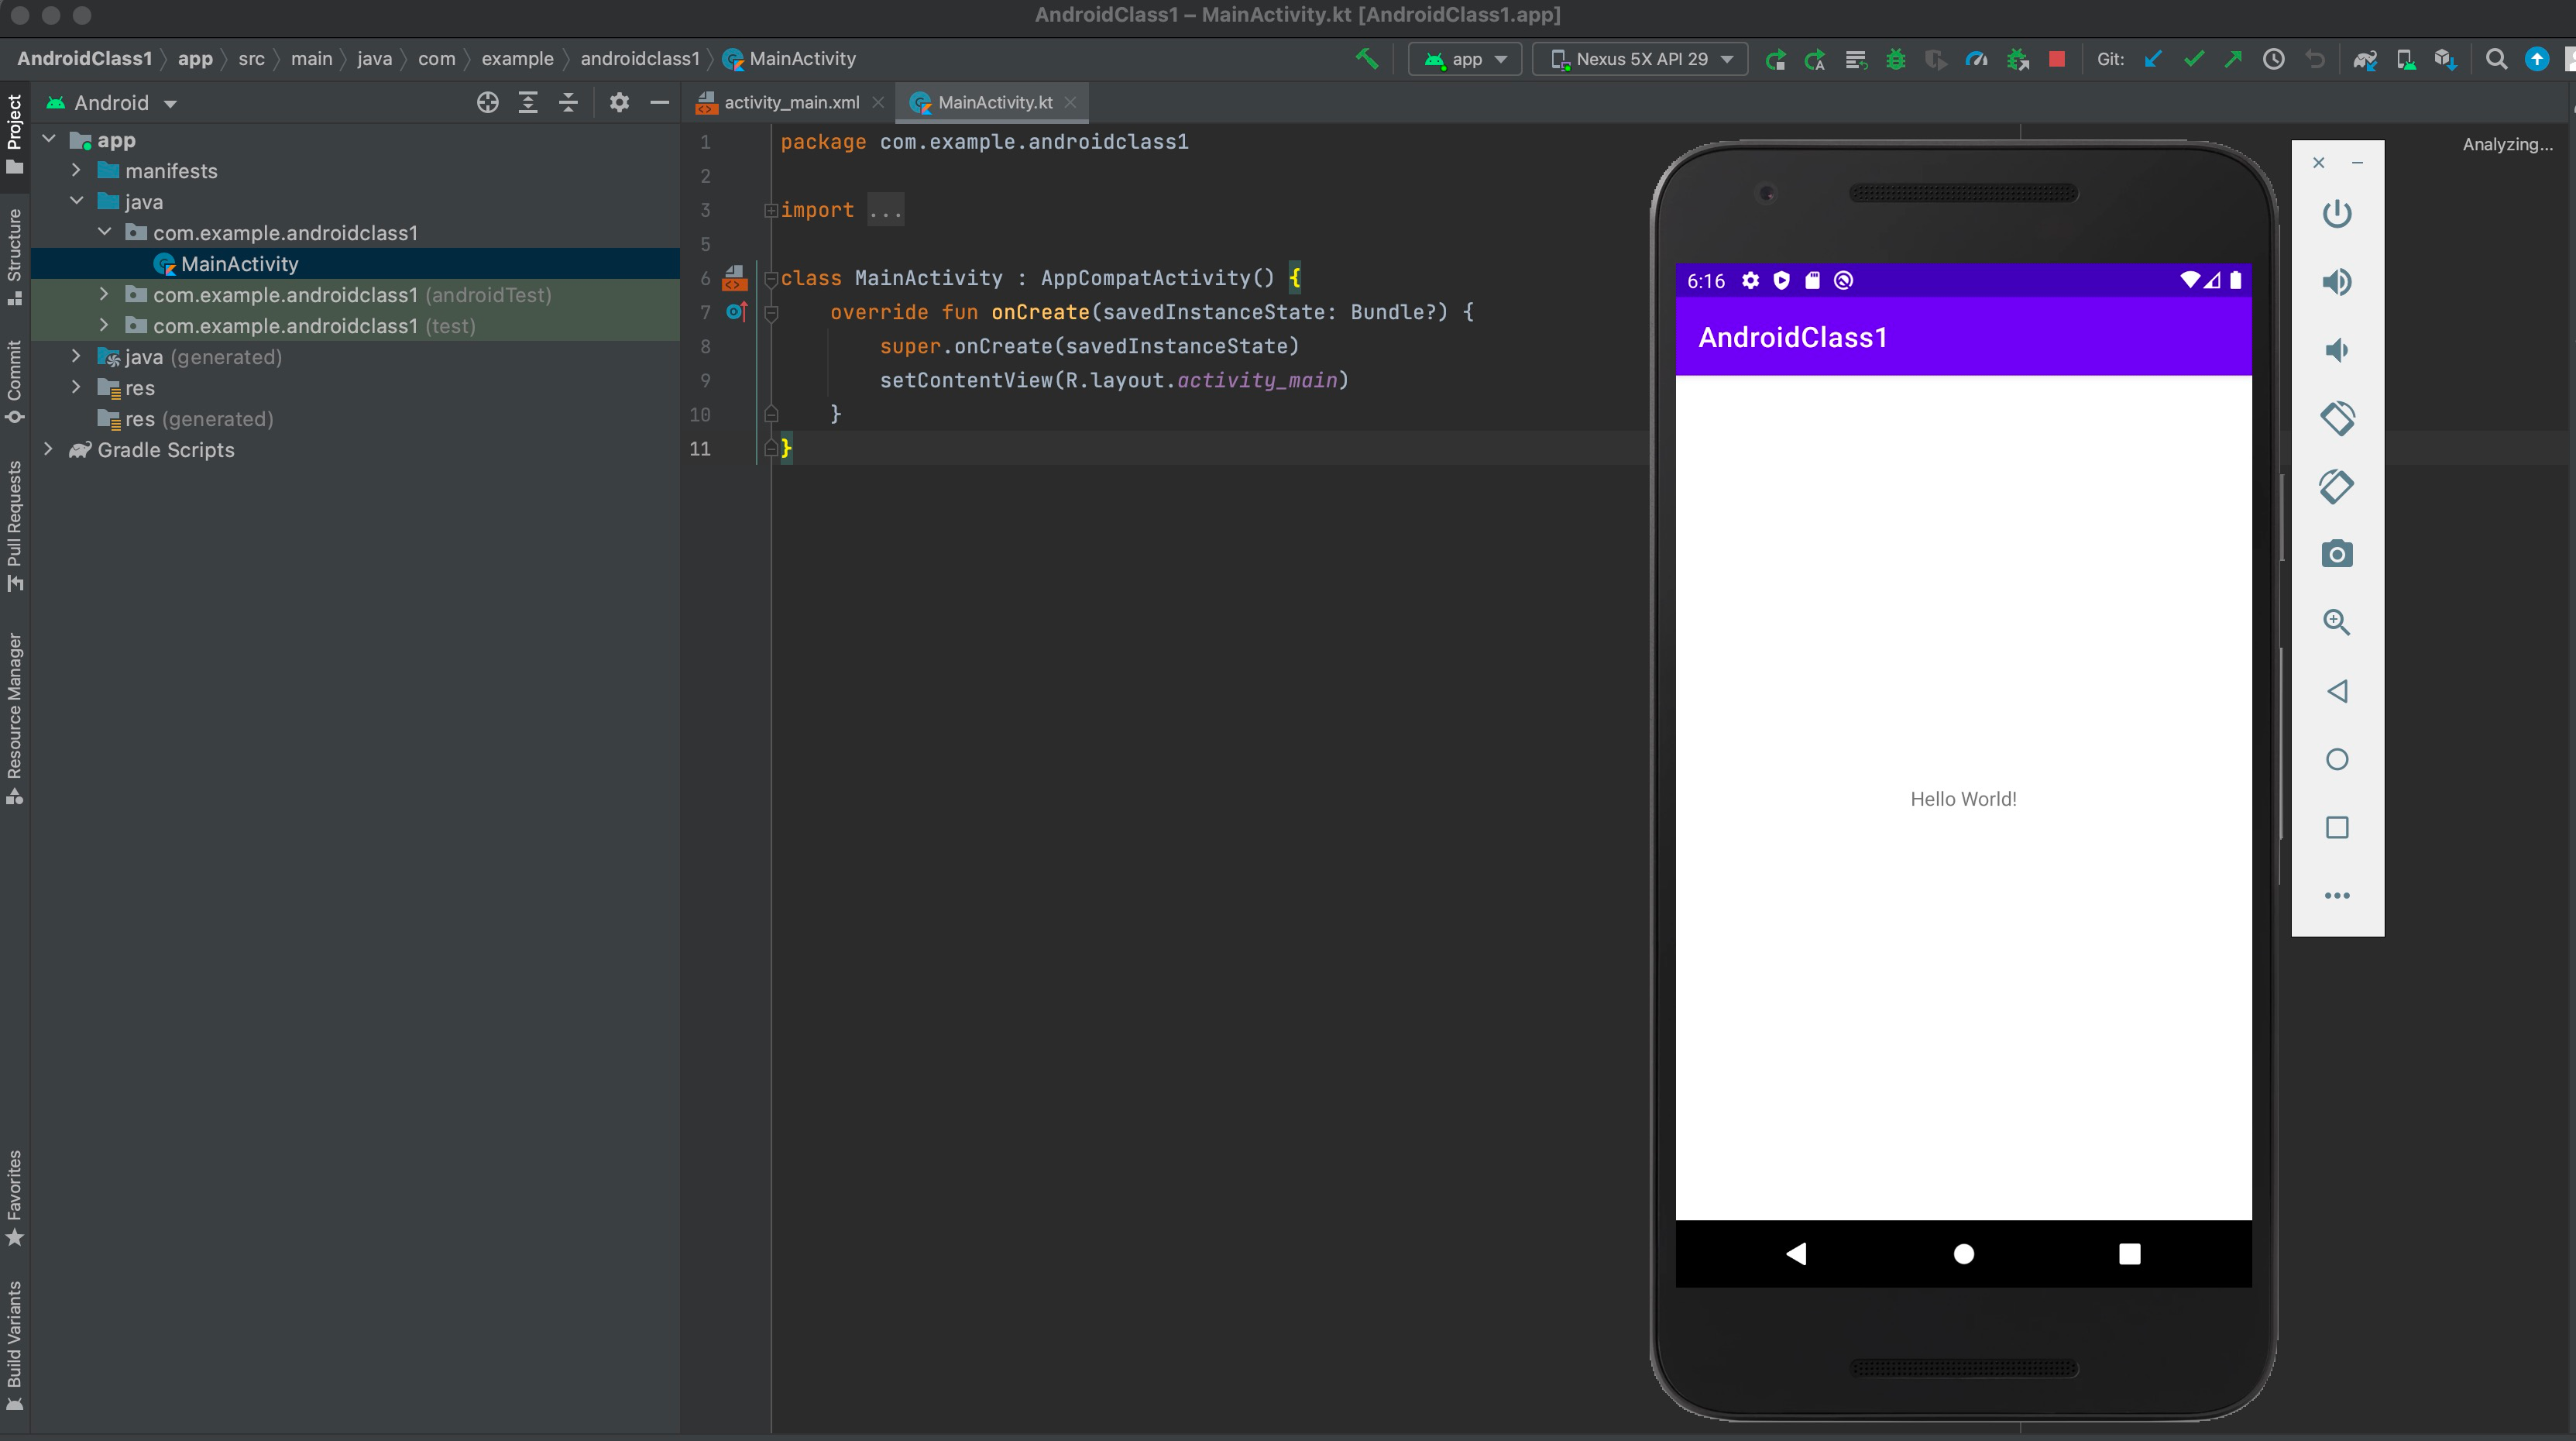 AndroidClass1 – MainActivity.kt [AndroidClass1.app]
AndroidClass1 app src main java com example androidclass1 MainActivity
app
Nexus 5X API 29
Git:
Project
Structure
Commit
Pull Requests
Resource Manager
Favorites
Build Variants
Android
app
manifests
java
com.example.androidclass1
MainActivity
com.example.androidclass1 (androidTest)
com.example.androidclass1 (test)
java (generated)
res
res (generated)
Gradle Scripts
activity_main.xml
MainActivity.kt
1 package com.example.androidclass1
2
3 import ...
5
6 class MainActivity : AppCompatActivity() {
7 override fun onCreate(savedInstanceState: Bundle?) {
8 super.onCreate(savedInstanceState)
9 setContentView(R.layout.activity_main)
10 }
11 }
Analyzing...
6:16
AndroidClass1
Hello World!